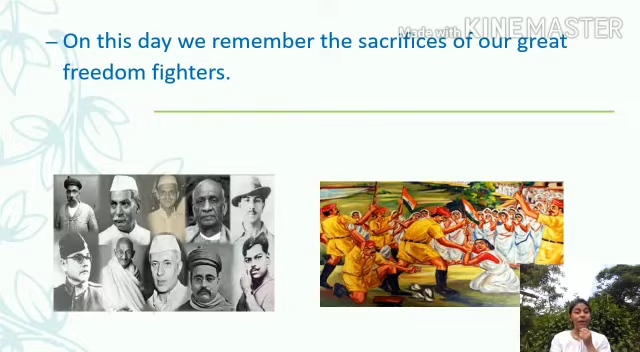 Made with KINEMASTER
– On this day we remember the sacrifices of our great
freedom fighters.